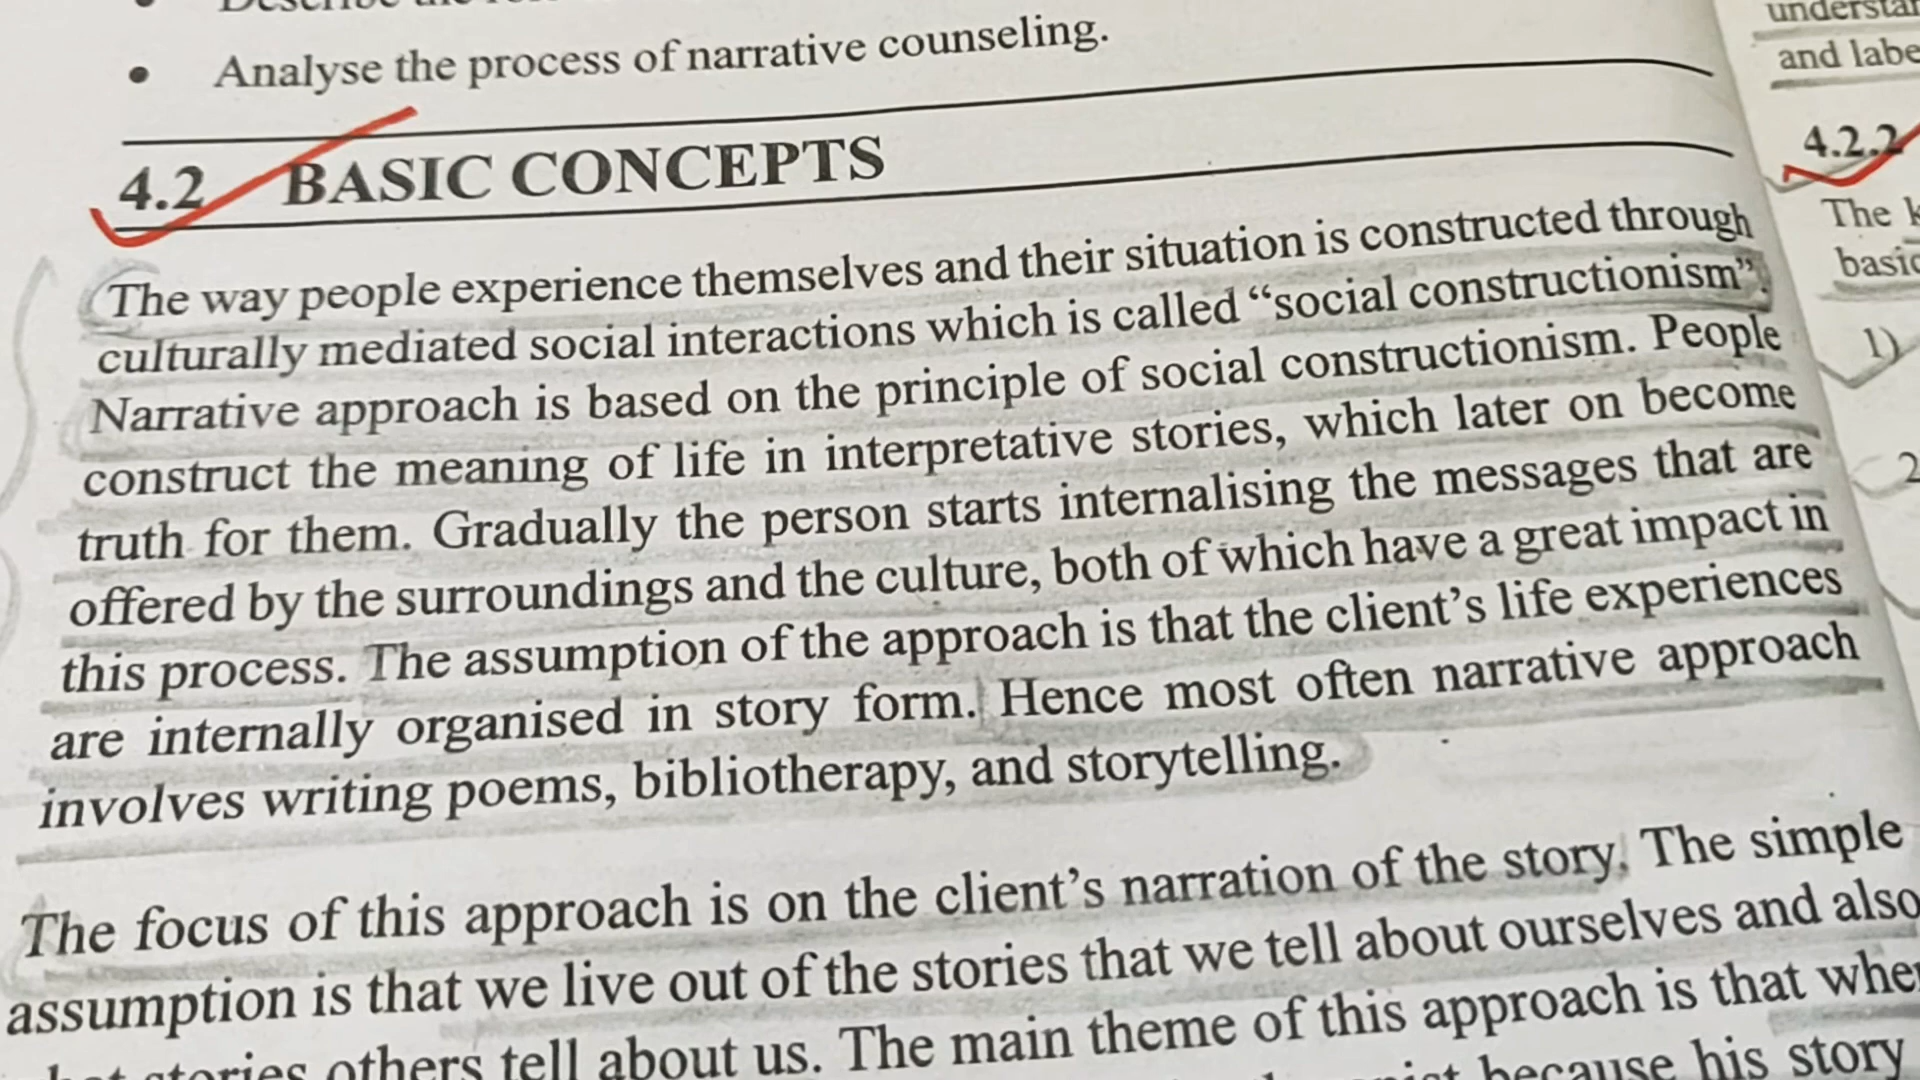 • Analyse the process of narrative counseling.
4.2 BASIC CONCEPTS
The way people experience themselves and their situation is constructed through
culturally mediated social interactions which is called “social constructionism”.
Narrative approach is based on the principle of social constructionism. People
construct the meaning of life in interpretative stories, which later on become
truth for them. Gradually the person starts internalising the messages that are
offered by the surroundings and the culture, both of which have a great impact in
this process. The assumption of the approach is that the client’s life experiences
are internally organised in story form. Hence most often narrative approach
involves writing poems, bibliotherapy, and storytelling.
The focus of this approach is on the client’s narration of the story. The simple
assumption is that we live out of the stories that we tell about ourselves and also
stories others tell about us. The main theme of this approach is that
because his story
and
4.2.2
The
1)
2